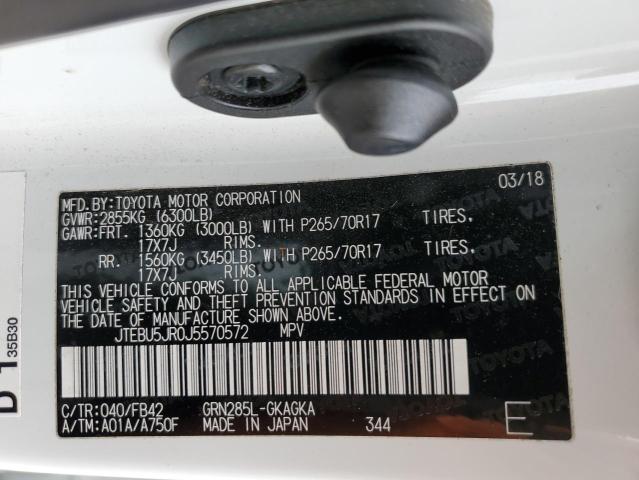 MFD.BY:TOYOTA MOTOR CORPORATION 03/18
GVWR:2855KG (6300LB)
GAWR:FRT. 1360KG (3000LB) WITH P265/70R17 TIRES,
17X7J RIMS.
RR. 1560KG (3450LB) WITH P265/70R17 TIRES,
17X7J RIMS.
THIS VEHICLE CONFORMS TO ALL APPLICABLE FEDERAL MOTOR
VEHICLE SAFETY AND THEFT PREVENTION STANDARDS IN EFFECT ON
THE DATE OF MANUFACTURE SHOWN ABOVE.
JTEBU5JR0J5570572 MPV
C/TR:040/FB42 GRN285L-GKAGKA
A/TM:A01A/A750F MADE IN JAPAN 344 E
35B30